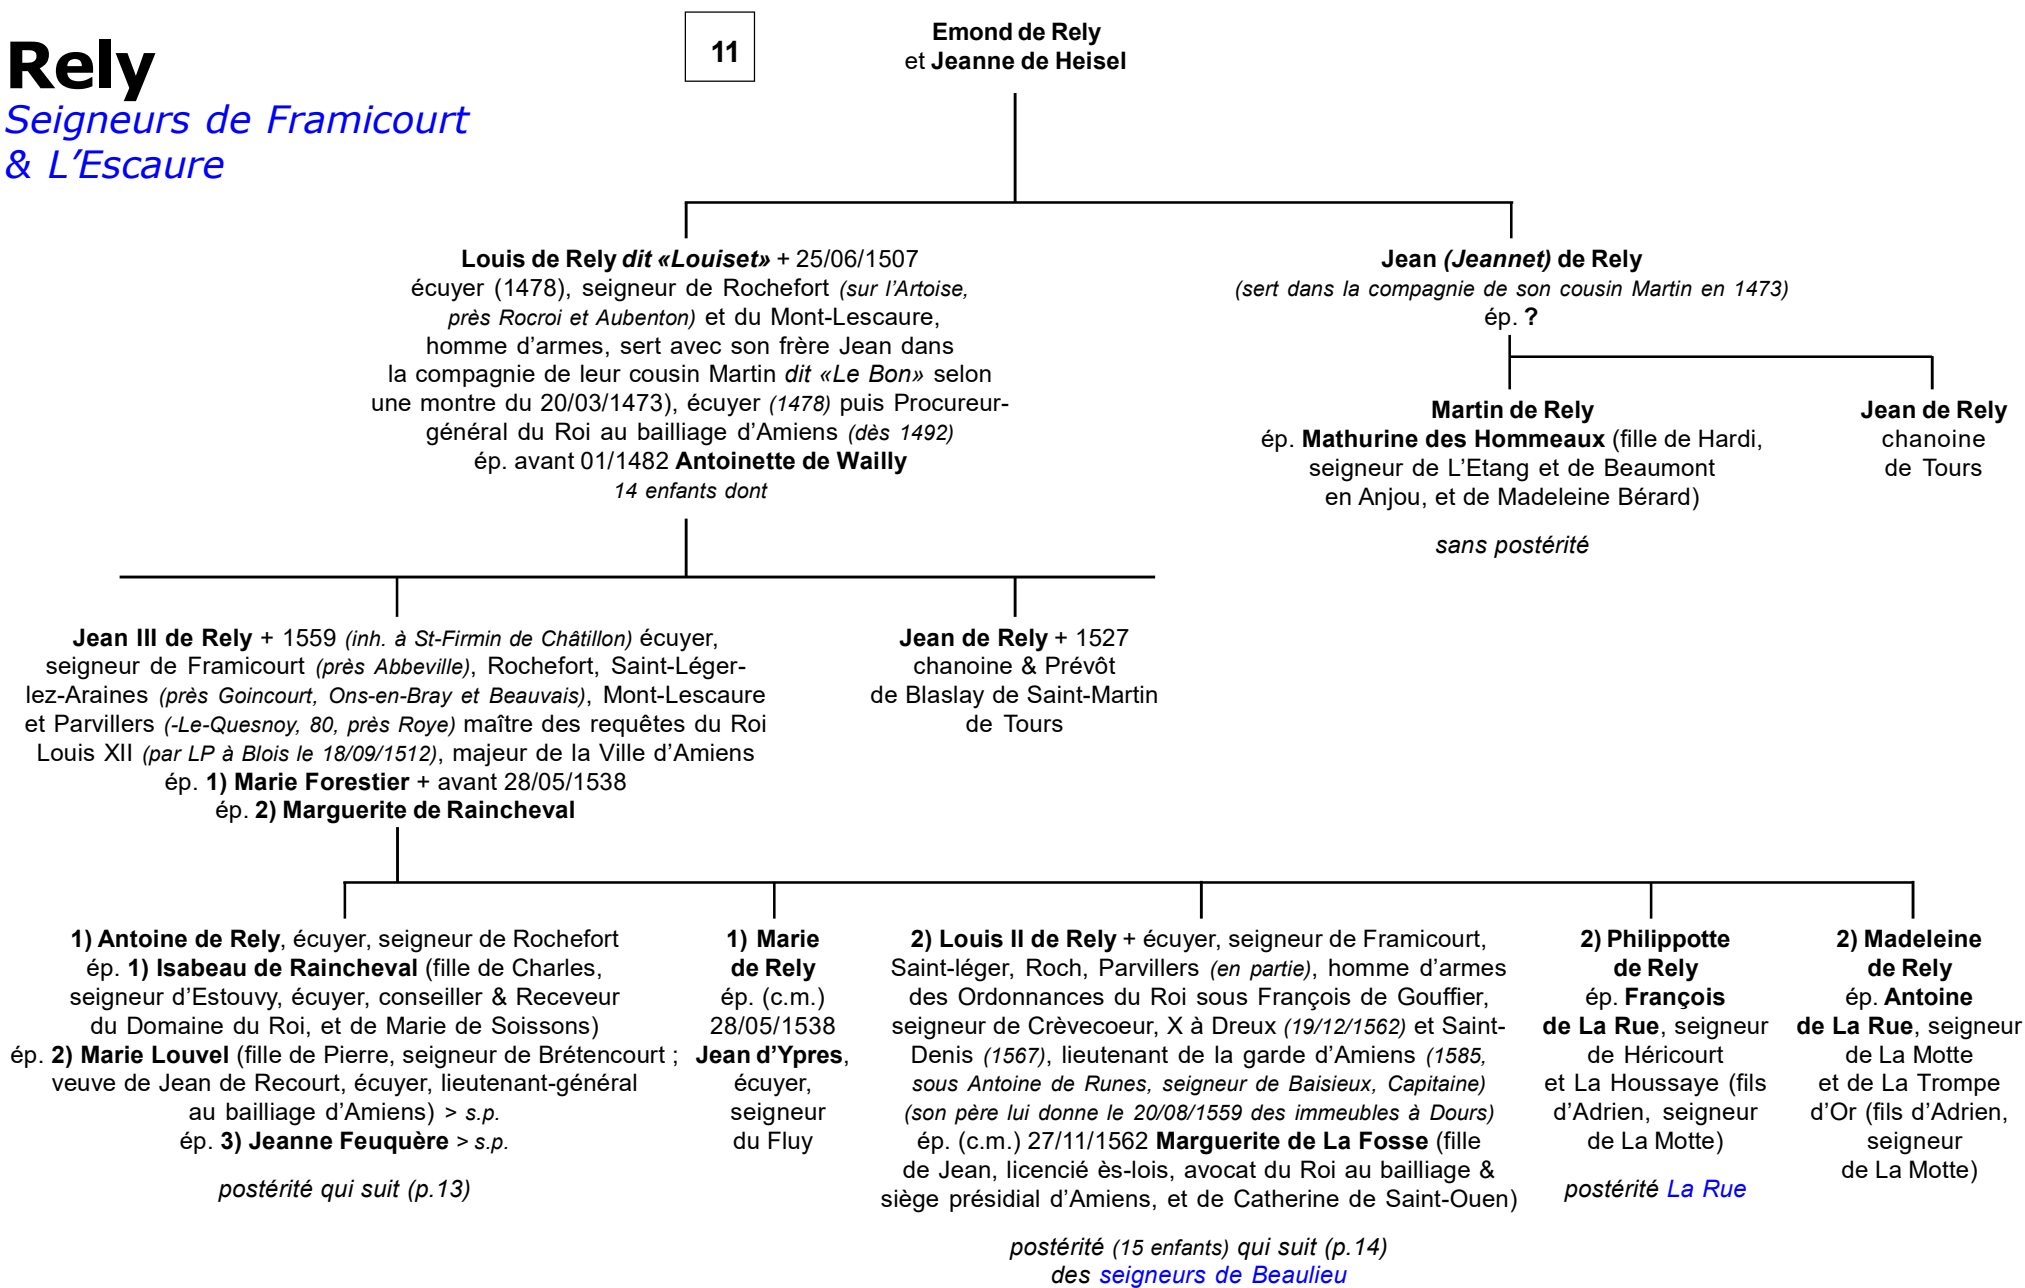 Rely
Seigneurs de Framicourt
& L’Escaure
11
Emond de Rely
et Jeanne de Heisel
Louis de Rely dit «Louiset» + 25/06/1507
écuyer (1478), seigneur de Rochefort (sur l’Artoise,
près Rocroi et Aubenton) et du Mont-Lescaure,
homme d’armes, sert avec son frère Jean dans
la compagnie de leur cousin Martin dit «Le Bon» selon
une montre du 20/03/1473), écuyer (1478) puis Procureur-
général du Roi au bailliage d’Amiens (dès 1492)
ép. avant 01/1482 Antoinette de Wailly
14 enfants dont
Jean (Jeannet) de Rely
(sert dans la compagnie de son cousin Martin en 1473)
ép. ?
Martin de Rely
ép. Mathurine des Hommeaux (fille de Hardi,
seigneur de L’Etang et de Beaumont
en Anjou, et de Madeleine Bérard)
sans postérité
Jean de Rely
chanoine
de Tours
Jean III de Rely + 1559 (inh. à St-Firmin de Châtillon) écuyer,
seigneur de Framicourt (près Abbeville), Rochefort, Saint-Léger-
lez-Araines (près Goincourt, Ons-en-Bray et Beauvais), Mont-Lescaure
et Parvillers (-Le-Quesnoy, 80, près Roye) maître des requêtes du Roi
Louis XII (par LP à Blois le 18/09/1512), majeur de la Ville d’Amiens
ép. 1) Marie Forestier + avant 28/05/1538
ép. 2) Marguerite de Raincheval
Jean de Rely + 1527
chanoine & Prévôt
de Blaslay de Saint-Martin
de Tours
1) Antoine de Rely, écuyer, seigneur de Rochefort
ép. 1) Isabeau de Raincheval (fille de Charles,
seigneur d’Estouvy, écuyer, conseiller & Receveur
du Domaine du Roi, et de Marie de Soissons)
ép. 2) Marie Louvel (fille de Pierre, seigneur de Brétencourt ;
veuve de Jean de Recourt, écuyer, lieutenant-général
au bailliage d’Amiens) > s.p.
ép. 3) Jeanne Feuquère > s.p.
postérité qui suit (p.13)
1) Marie
de Rely
ép. (c.m.)
28/05/1538
Jean d’Ypres,
écuyer,
seigneur
du Fluy
2) Louis II de Rely + écuyer, seigneur de Framicourt,
Saint-léger, Roch, Parvillers (en partie), homme d’armes
des Ordonnances du Roi sous François de Gouffier,
seigneur de Crèvecoeur, X à Dreux (19/12/1562) et Saint-
Denis (1567), lieutenant de la garde d’Amiens (1585,
sous Antoine de Runes, seigneur de Baisieux, Capitaine)
(son père lui donne le 20/08/1559 des immeubles à Dours)
ép. (c.m.) 27/11/1562 Marguerite de La Fosse (fille
de Jean, licencié ès-lois, avocat du Roi au bailliage &
siège présidial d’Amiens, et de Catherine de Saint-Ouen)
postérité (15 enfants) qui suit (p.14)
des seigneurs de Beaulieu
2) Philippotte
de Rely
ép. François
de La Rue, seigneur
de Héricourt
et La Houssaye (fils
d’Adrien, seigneur
de La Motte)
postérité La Rue
2) Madeleine
de Rely
ép. Antoine
de La Rue, seigneur
de La Motte
et de La Trompe
d’Or (fils d’Adrien,
seigneur
de La Motte)